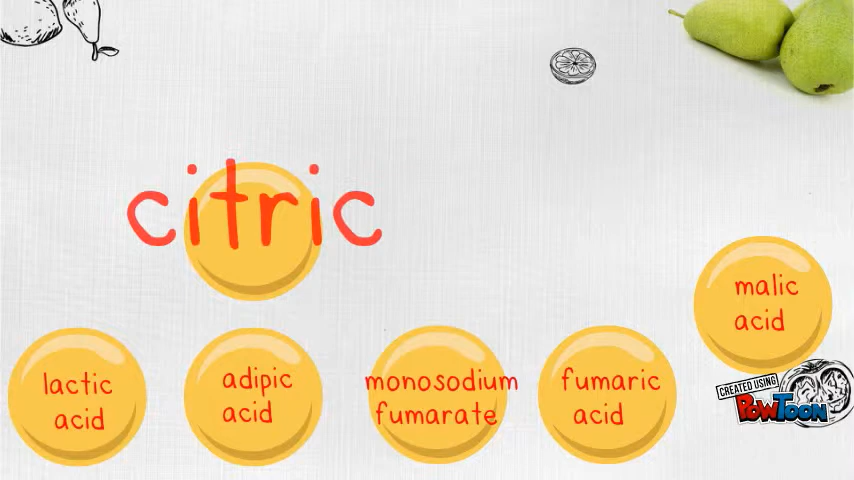 citric
malic
acid
lactic
acid
adipic
acid
monosodium
fumarate
fumaric
acid
CREATED USING
POWTOON